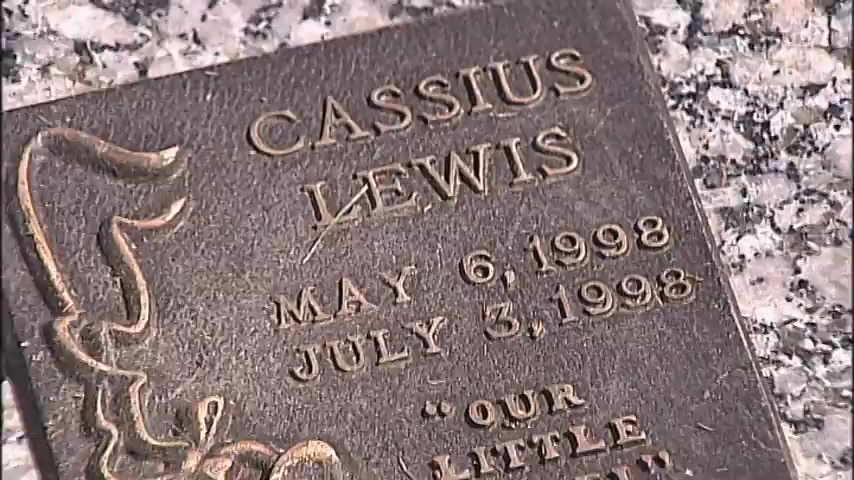 CASSIUS
LEWIS
MAY 6, 1998
JULY 3, 1998
"OUR
LITTLE